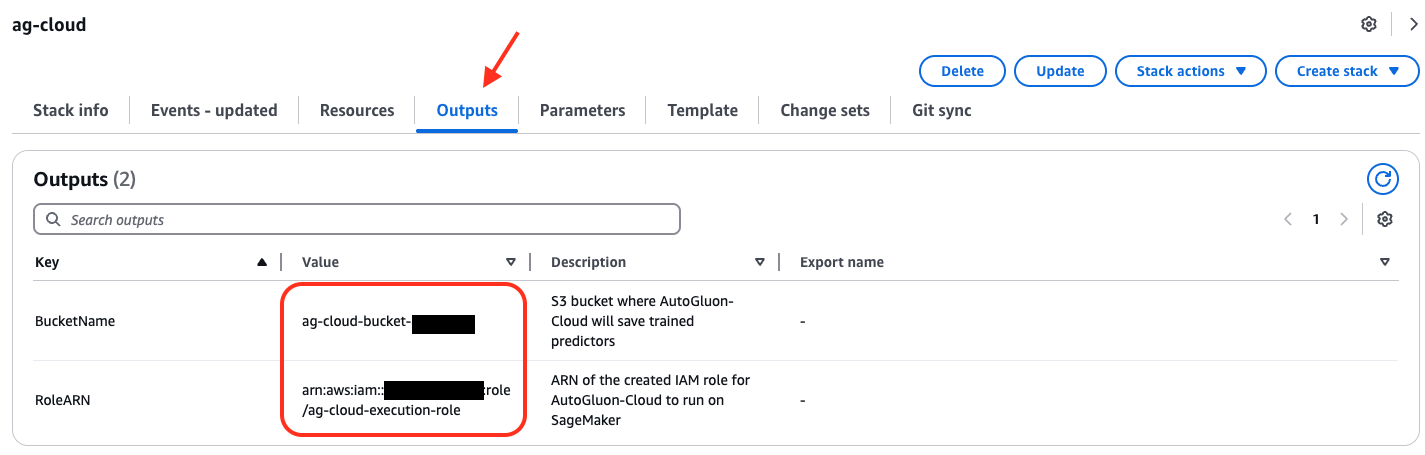 ag-cloud
Delete Update Stack actions Create stack
Stack info Events - updated Resources Outputs Parameters Template Change sets Git sync
Outputs (2)
Search outputs
1
Key Value Description Export name
BucketName ag-cloud-bucket- S3 bucket where AutoGluon-
Cloud will save trained
predictors -
RoleARN arn:aws:iam:: :role
/ag-cloud-execution-role ARN of the created IAM role for
AutoGluon-Cloud to run on
SageMaker -